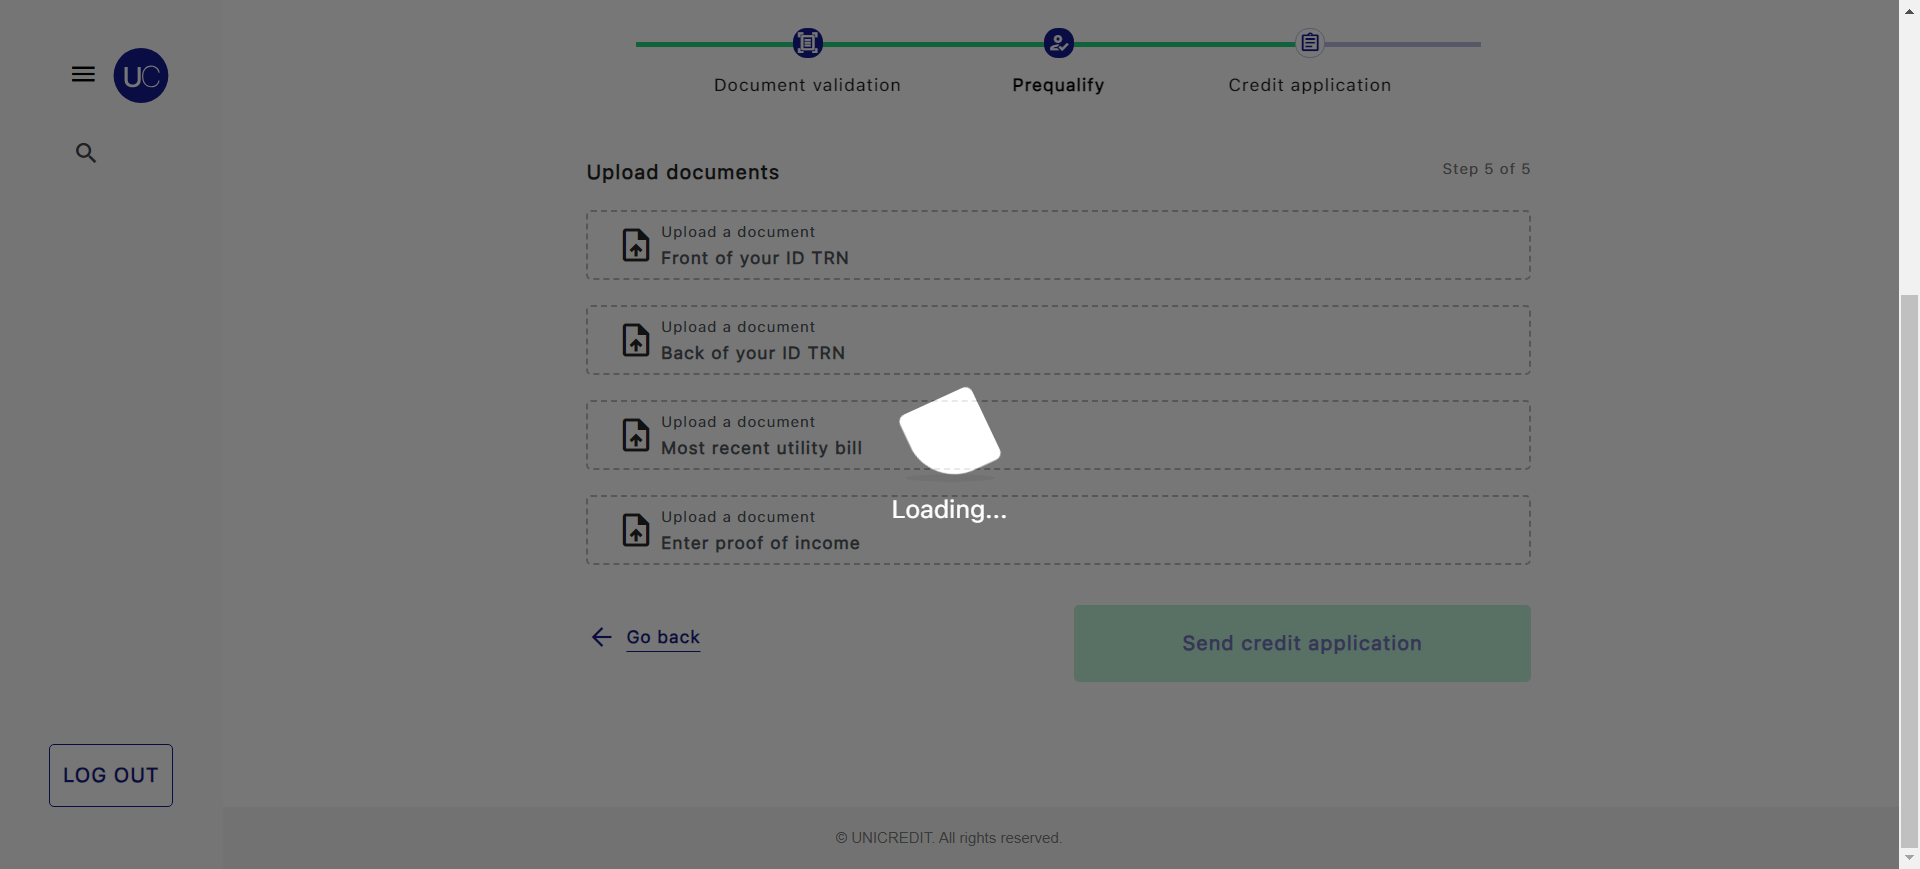 UC
Document validation
Prequalify
Credit application
Upload documents
Step 5 of 5
Upload a document
Front of your ID TRN
Upload a document
Back of your ID TRN
Upload a document
Most recent utility bill
Loading...
Upload a document
Enter proof of income
Go back
Send credit application
LOG OUT
© UNICREDIT. All rights reserved.